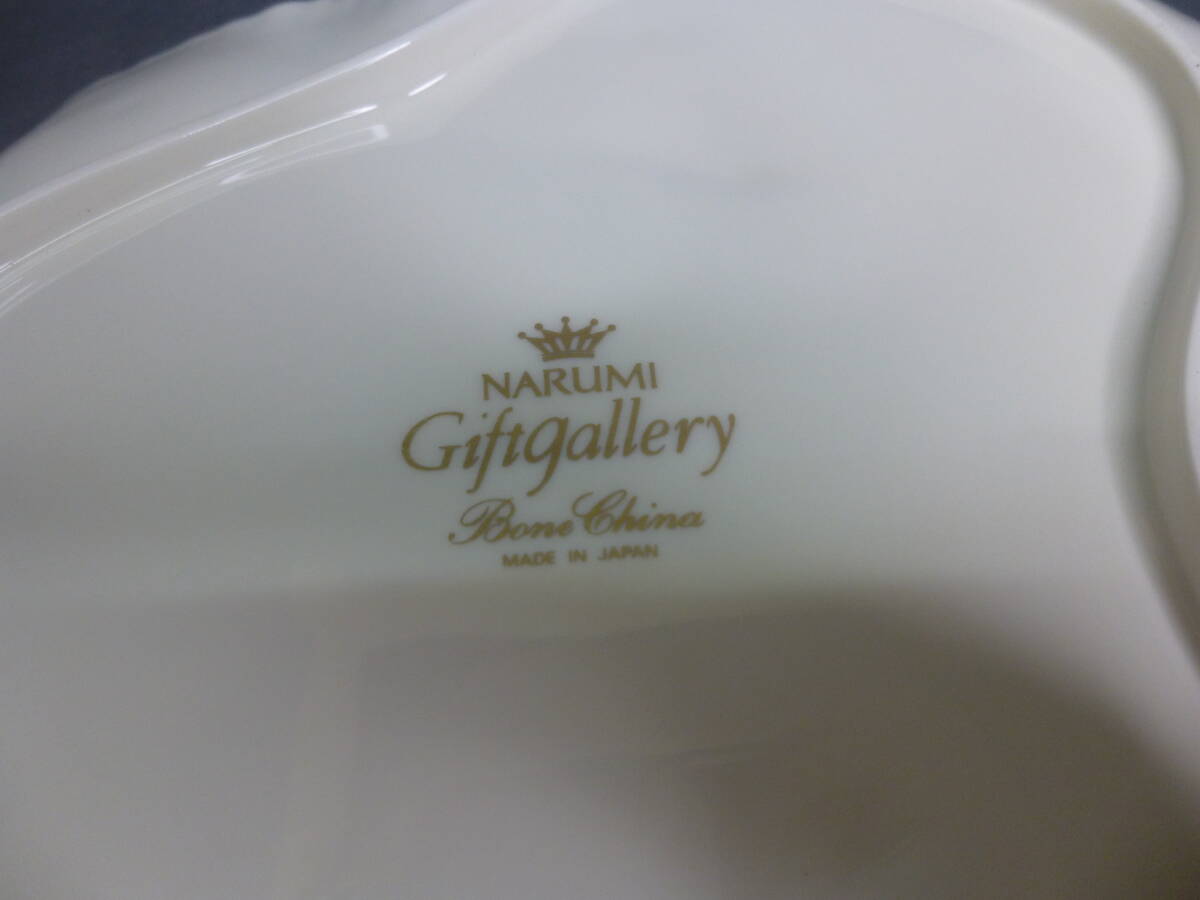 NARUMI
Giftgallery
Bone China
MADE IN JAPAN